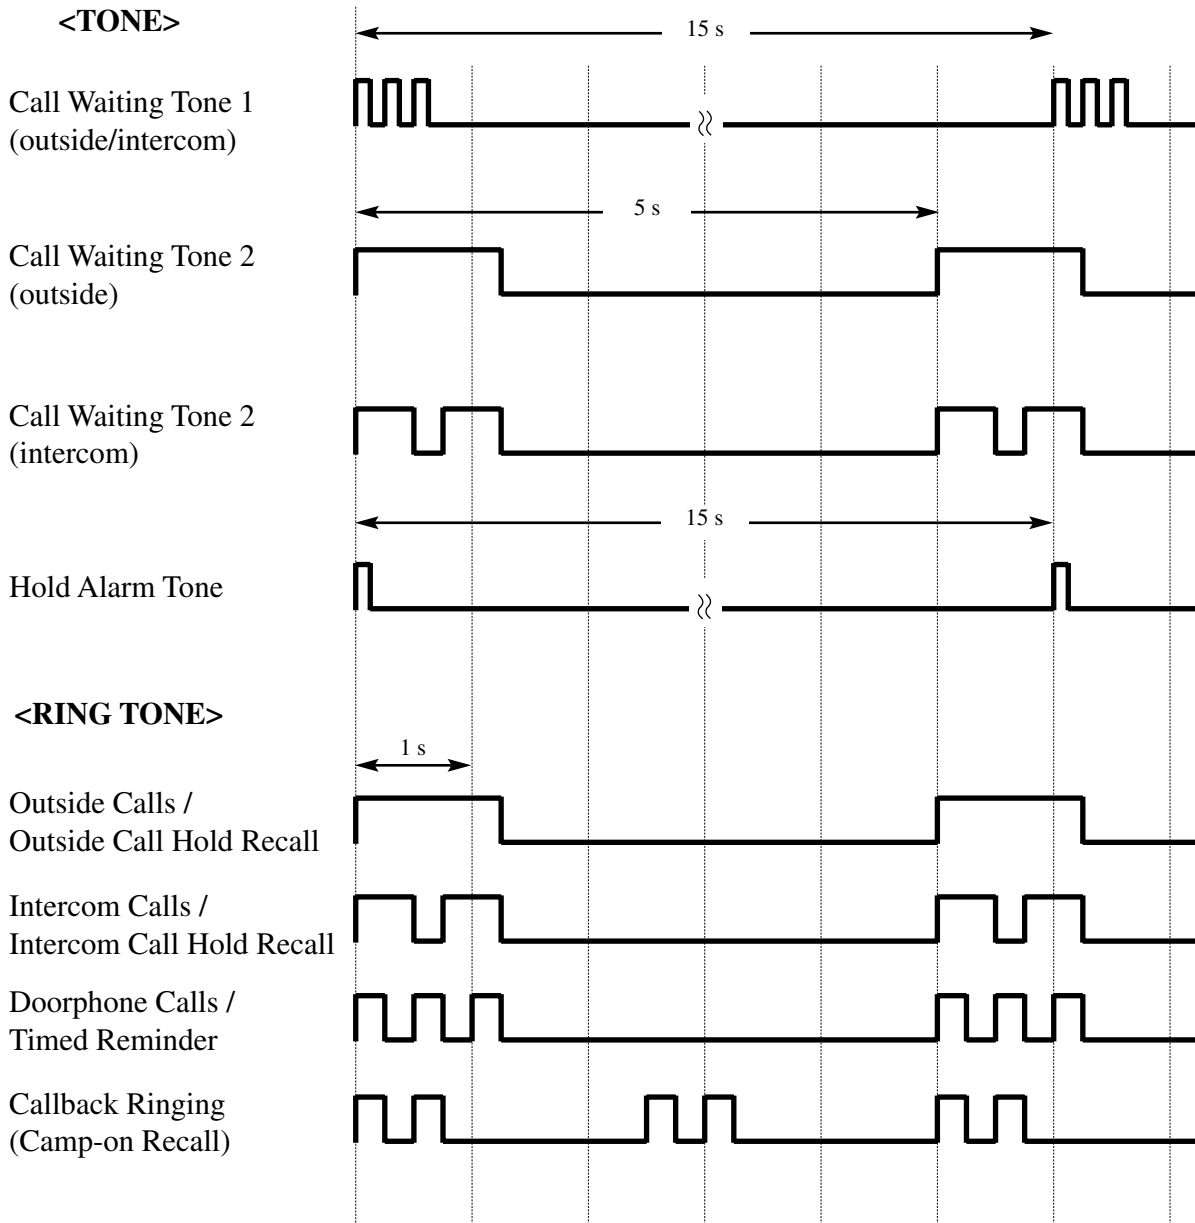 <TONE>
15 s
Call Waiting Tone 1
(outside/intercom)
5 s
Call Waiting Tone 2
(outside)
Call Waiting Tone 2
(intercom)
15 s
Hold Alarm Tone
<RING TONE>
1 s
Outside Calls /
Outside Call Hold Recall
Intercom Calls /
Intercom Call Hold Recall
Doorphone Calls /
Timed Reminder
Callback Ringing
(Camp-on Recall)